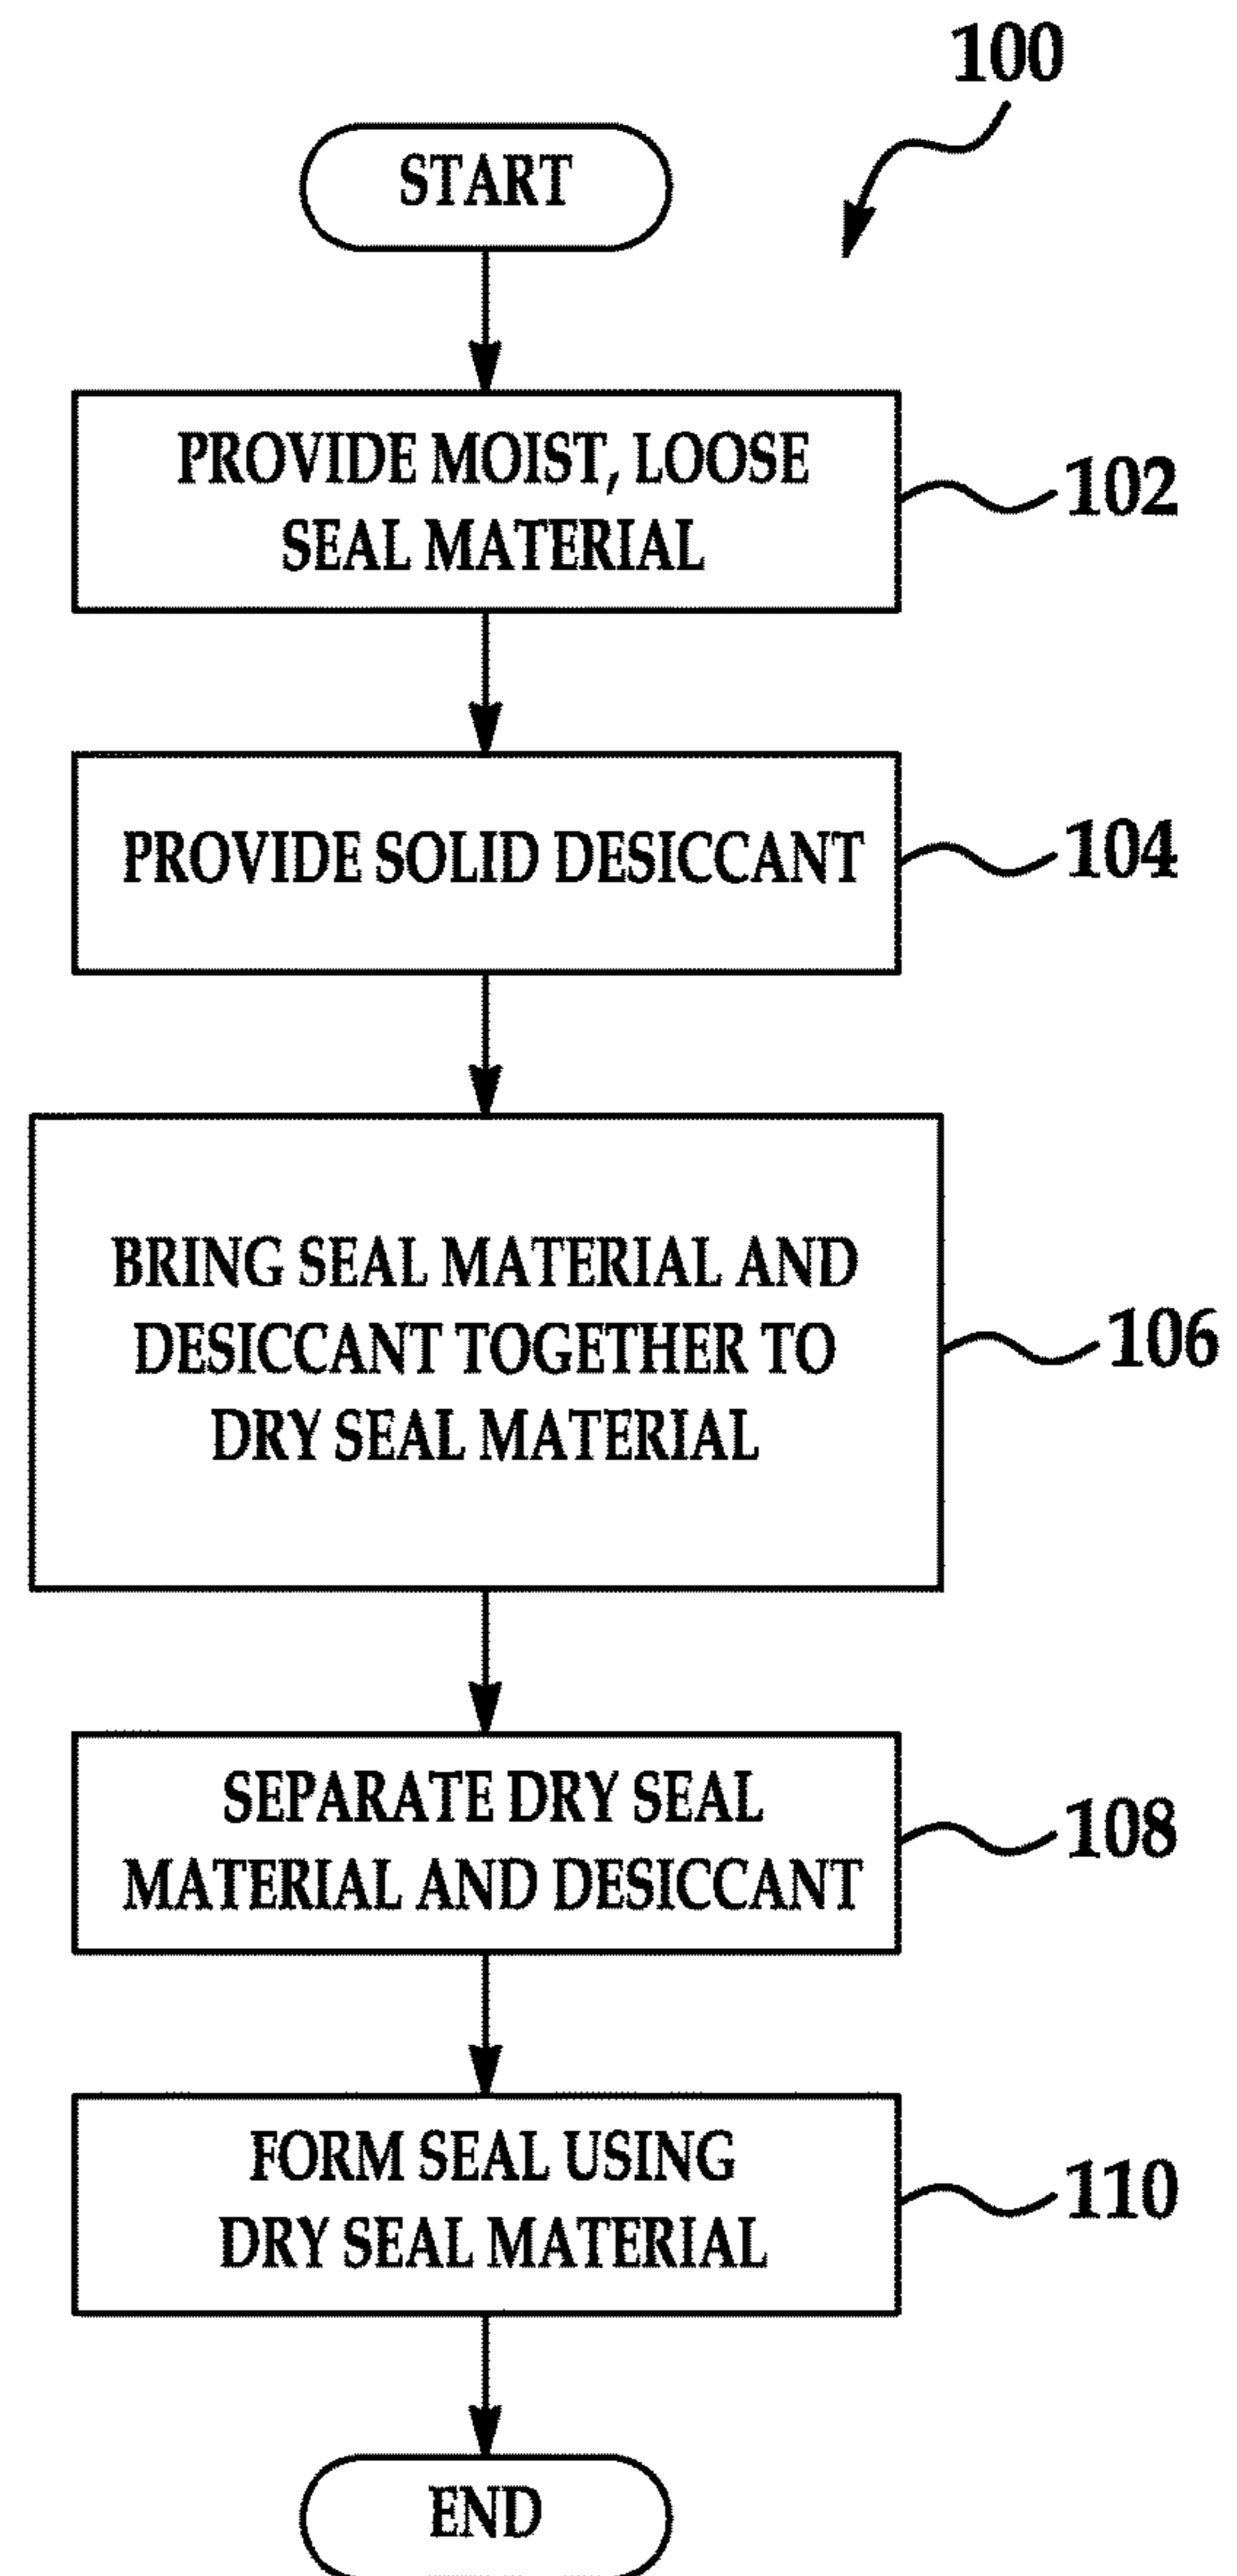 100
START
PROVIDE MOIST, LOOSE
SEAL MATERIAL
102
PROVIDE SOLID DESICCANT
104
BRING SEAL MATERIAL AND
DESICCANT TOGETHER TO
DRY SEAL MATERIAL
106
SEPARATE DRY SEAL
MATERIAL AND DESICCANT
108
FORM SEAL USING
DRY SEAL MATERIAL
110
END